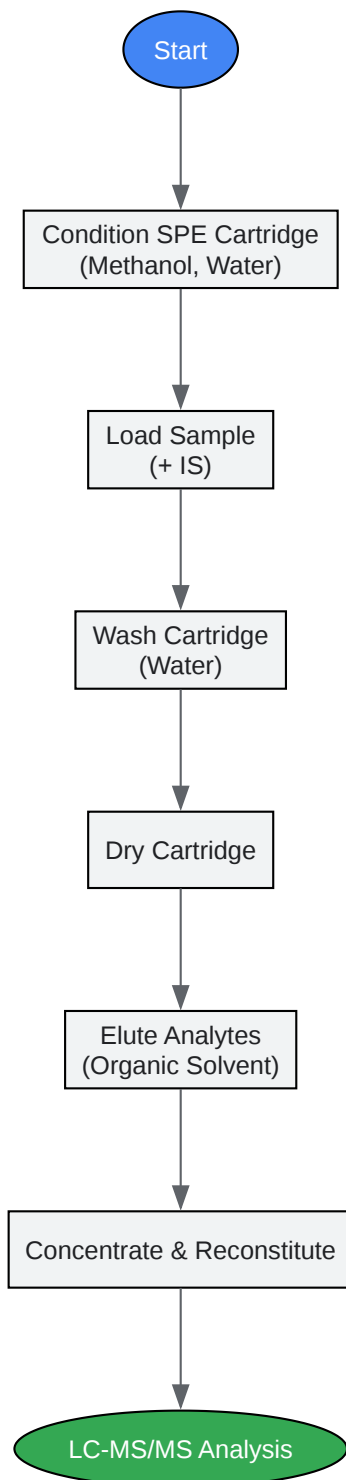 Start
Condition SPE Cartridge
(Methanol, Water)
Load Sample
(+ IS)
Wash Cartridge
(Water)
Dry Cartridge
Elute Analytes
(Organic Solvent)
Concentrate & Reconstitute
LC-MS/MS Analysis